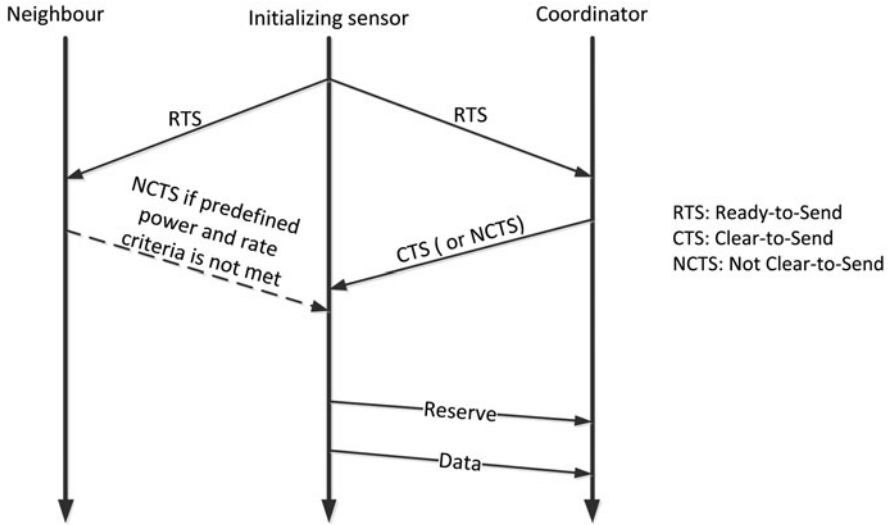 Neighbour
Initializing sensor
Coordinator
RTS
RTS
NCTS if predefined
power and rate
criteria is not met
CTS ( or NCTS)
RTS: Ready-to-Send
CTS: Clear-to-Send
NCTS: Not Clear-to-Send
Reserve
Data